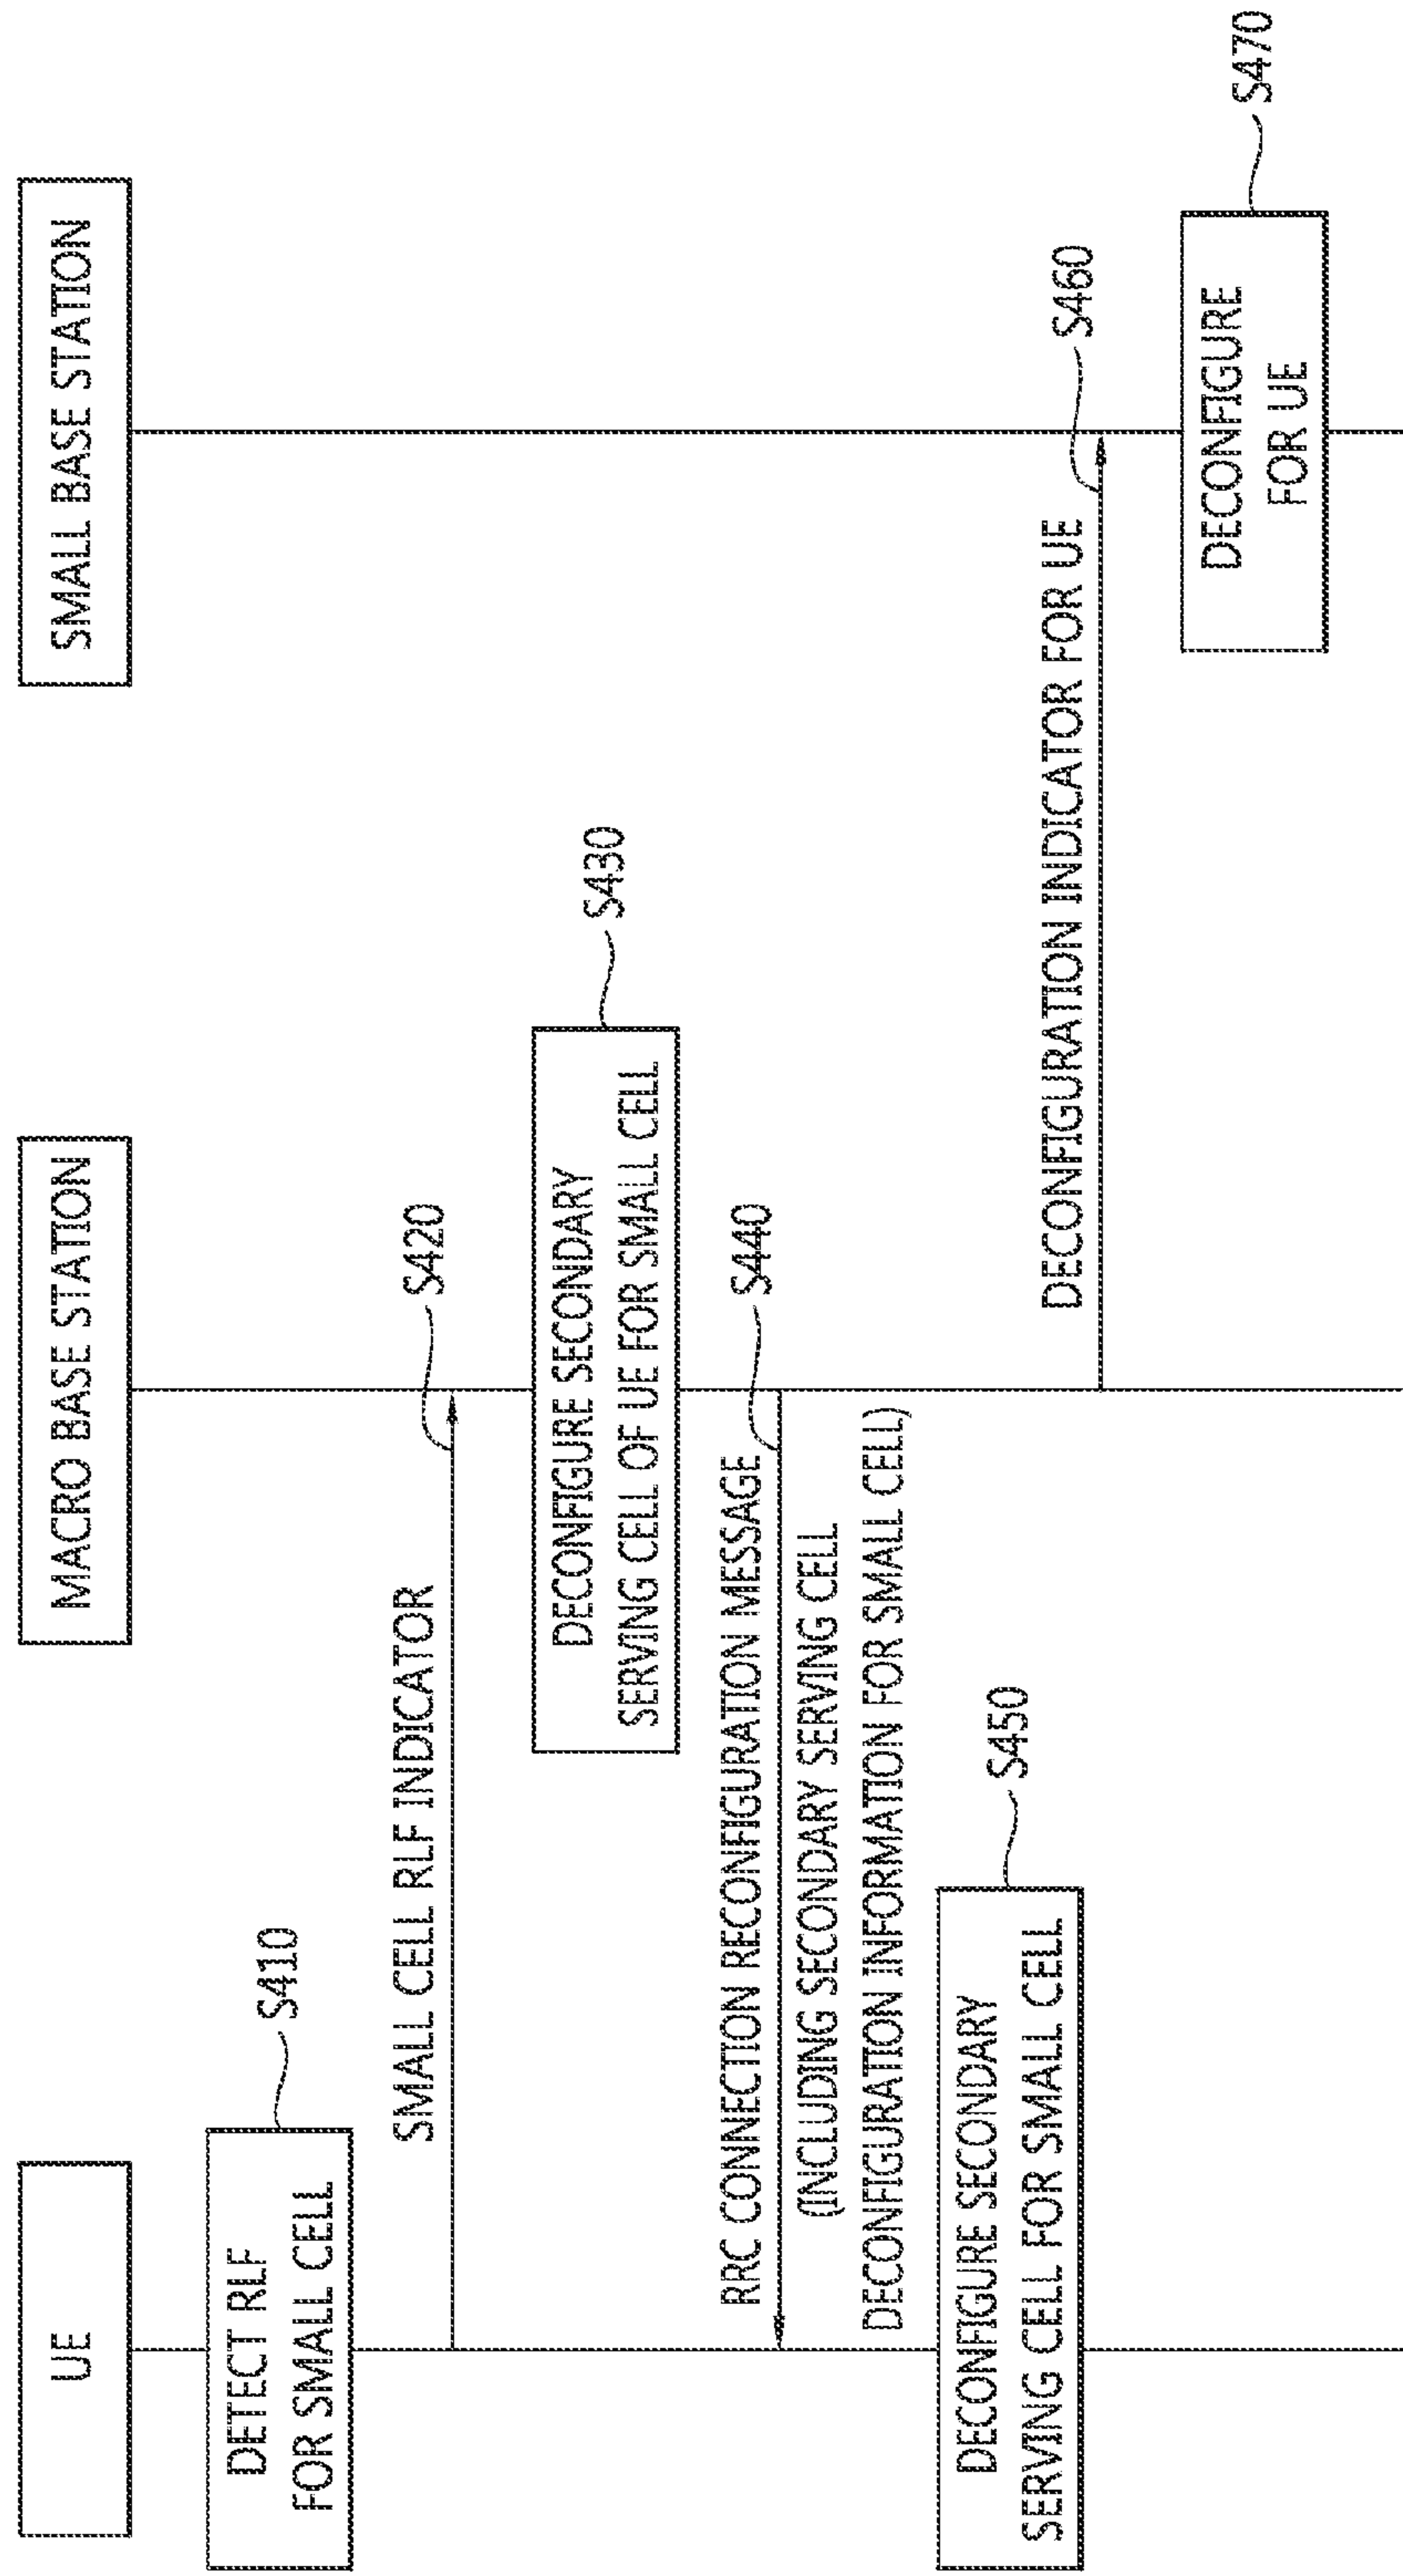 UE
MACRO BASE STATION
SMALL BASE STATION
DETECT RLF
FOR SMALL CELL
S410
SMALL CELL RLF INDICATOR
S420
DECONFIGURE SECONDARY
SERVING CELL OF UE FOR SMALL CELL
S430
RRC CONNECTION RECONFIGURATION MESSAGE
(INCLUDING SECONDARY SERVING CELL
DECONFIGURATION INFORMATION FOR SMALL CELL)
S440
DECONFIGURE SECONDARY
SERVING CELL FOR SMALL CELL
S450
DECONFIGURATION INDICATOR FOR UE
S460
DECONFIGURE
FOR UE
S470